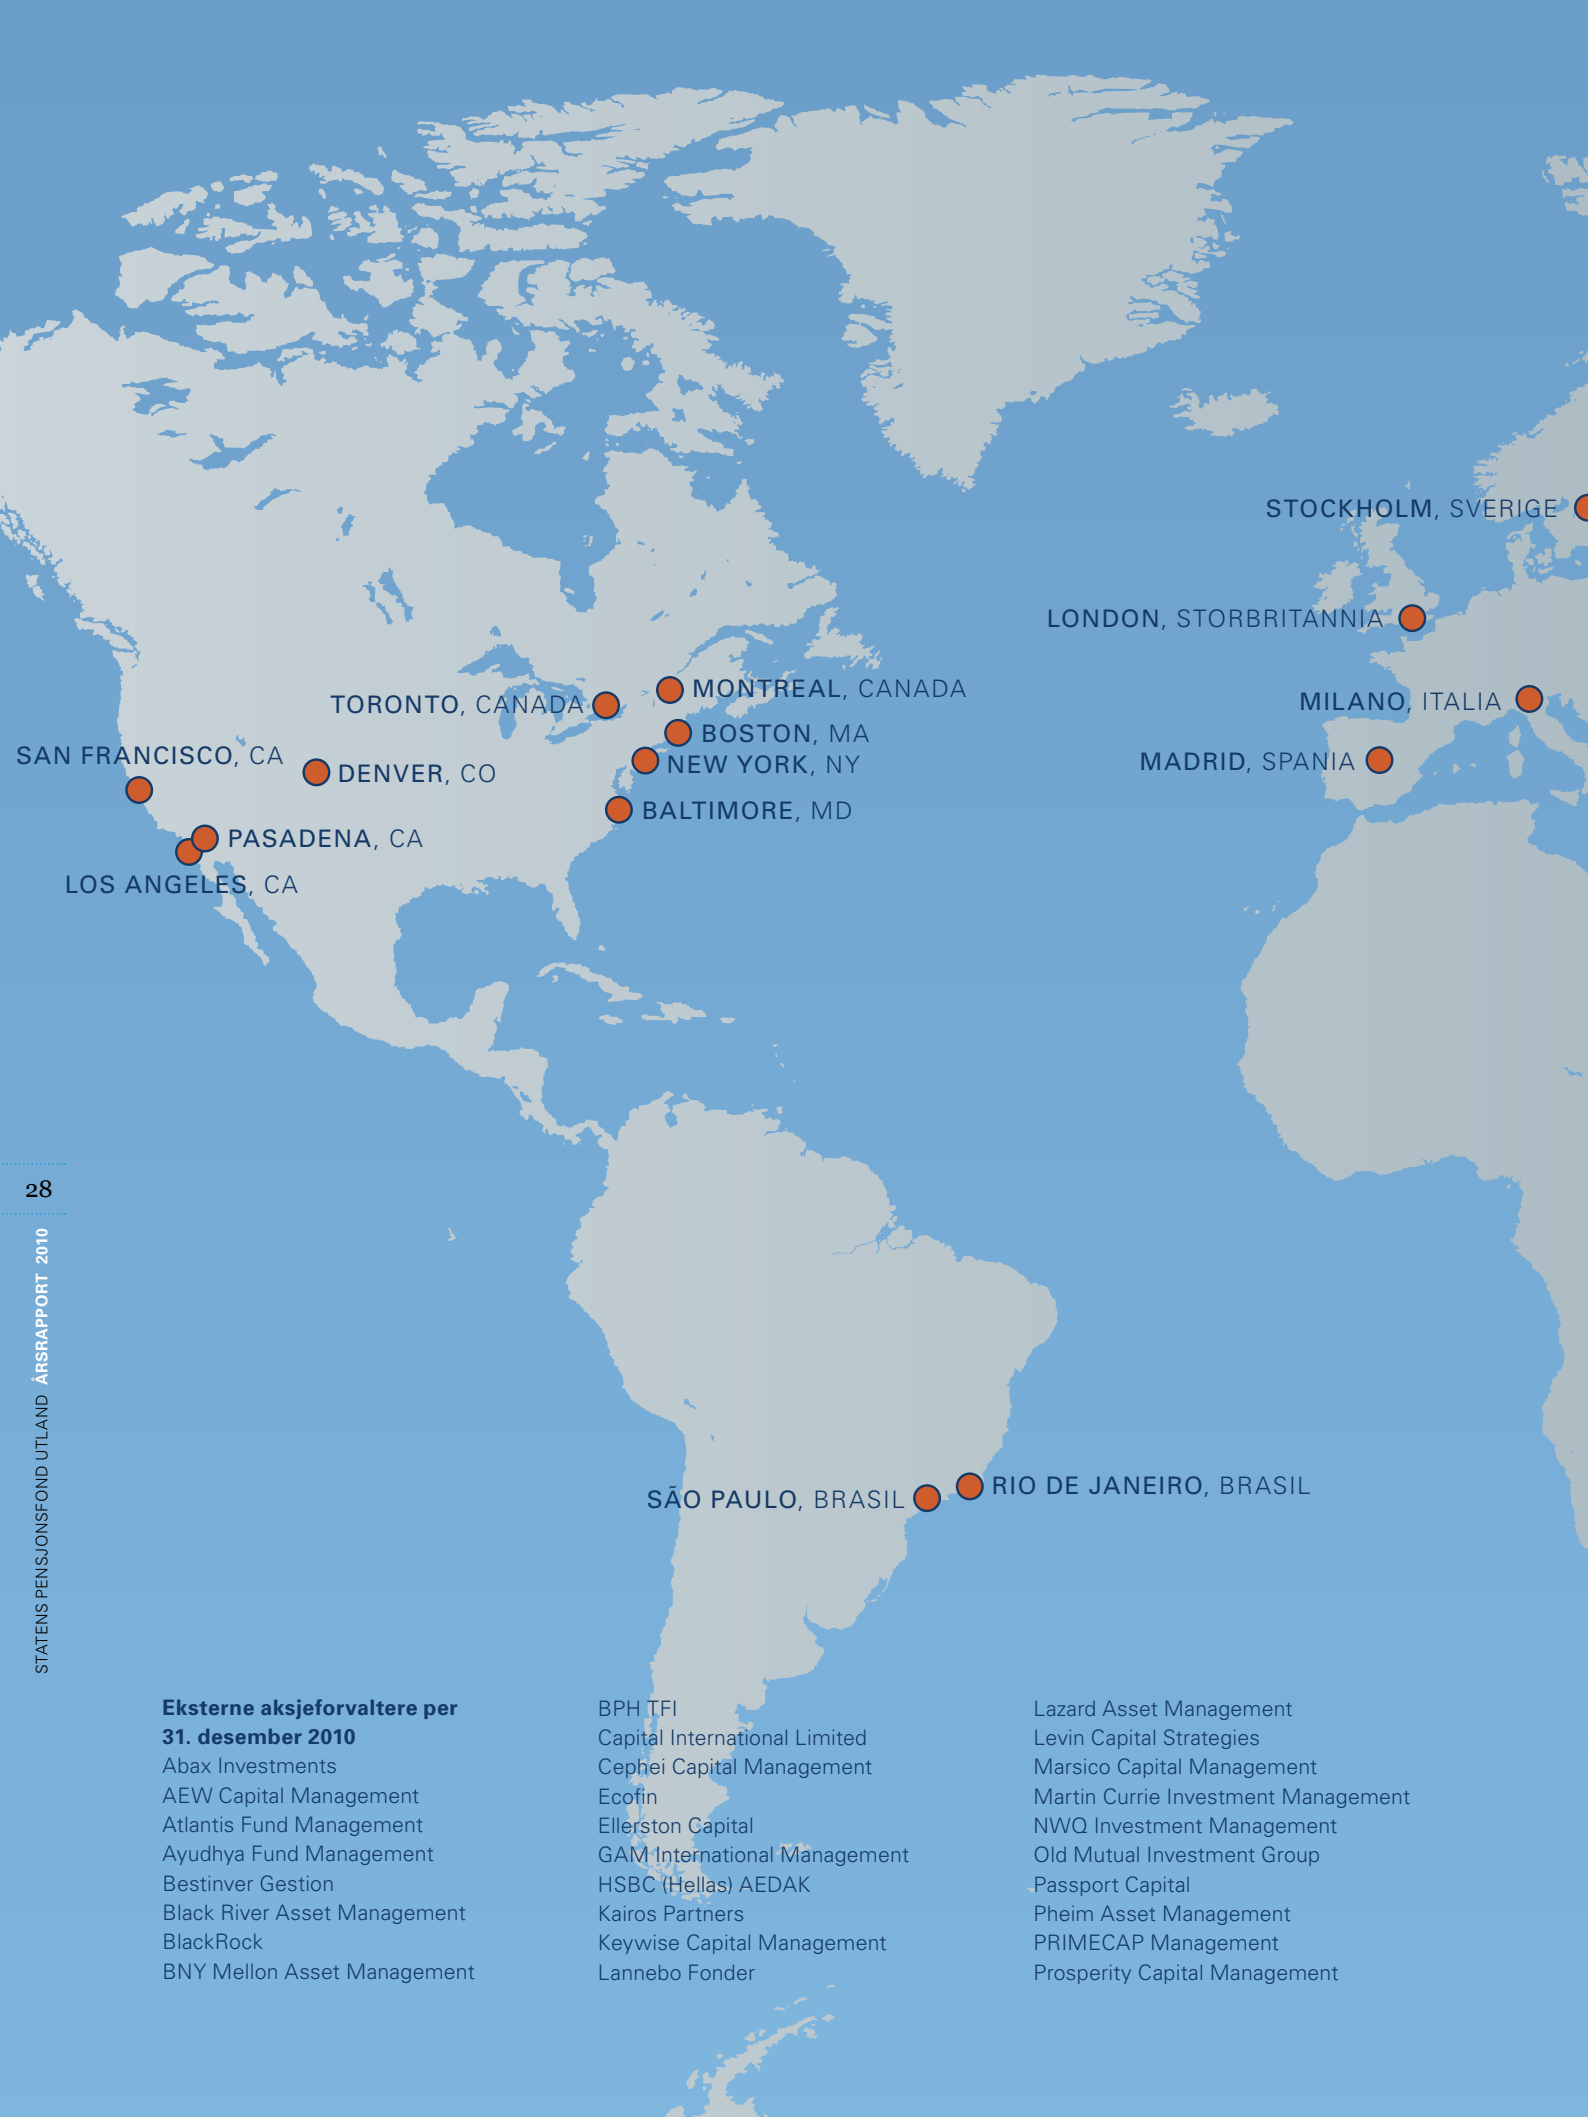 STOCKHOLM, SVERIGE
LONDON, STORBRITANNIA
TORONTO, CANADA
MONTREAL, CANADA
MILANO, ITALIA
BOSTON, MA
SAN FRANCISCO, CA
DENVER, CO
NEW YORK, NY
MADRID, SPANIA
BALTIMORE, MD
PASADENA, CA
LOS ANGELES, CA
28
STATENS PENSJONSFOND UTLAND ÅRSRAPPORT 2010
SÃO PAULO, BRASIL
RIO DE JANEIRO, BRASIL
Eksterne aksjeforvaltere per
31. desember 2010
Abax Investments
AEW Capital Management
Atlantis Fund Management
Ayudhya Fund Management
Bestinver Gestion
Black River Asset Management
BlackRock
BNY Mellon Asset Management
BPH TFI
Capital International Limited
Cephei Capital Management
Ecofin
Ellerston Capital
GAM International Management
HSBC (Hellas) AEDAK
Kairos Partners
Keywise Capital Management
Lannebo Fonder
Lazard Asset Management
Levin Capital Strategies
Marsico Capital Management
Martin Currie Investment Management
NWQ Investment Management
Old Mutual Investment Group
Passport Capital
Pheim Asset Management
PRIMECAP Management
Prosperity Capital Management